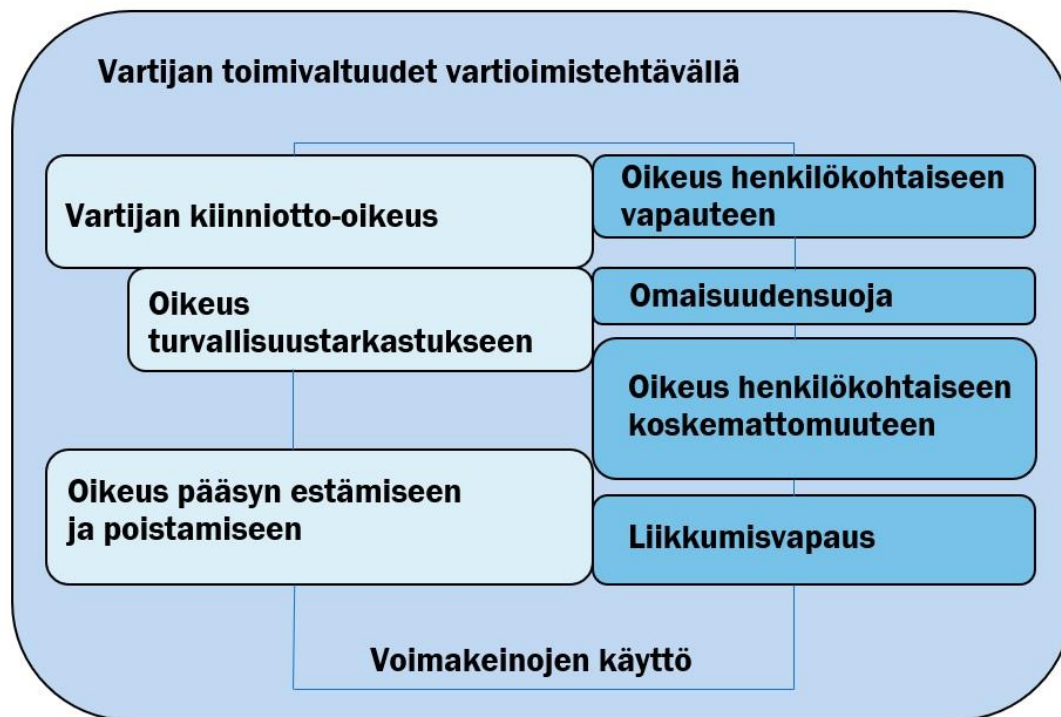 Vartijan toimivaltuudet vartioimistehtävällä
Vartijan kiinniotto-oikeus
Oikeus
turvallisuustarkastukseen
Oikeus pääsyn estämiseen
ja poistamiseen
Oikeus henkilökohtaiseen
vapauteen
Omaisuudensuoja
Oikeus henkilökohtaiseen
koskemattomuuteen
Liikkumisvapaus
Voimakeinojen käyttö